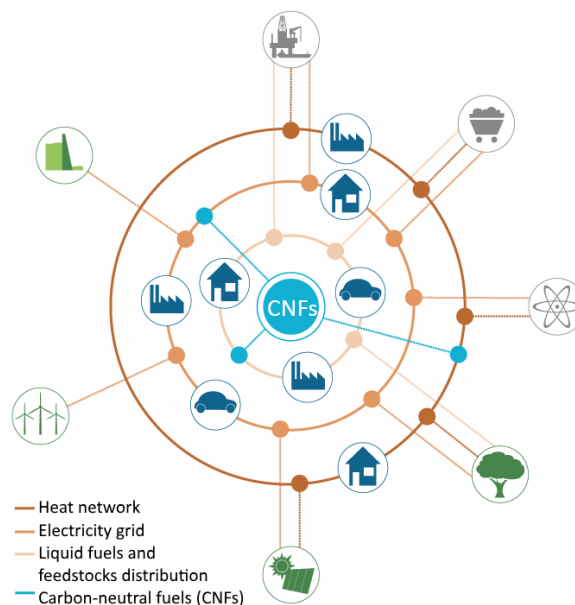 CNFs
Heat network
Electricity grid
Liquid fuels and
feedstocks distribution
Carbon-neutral fuels (CNFs)